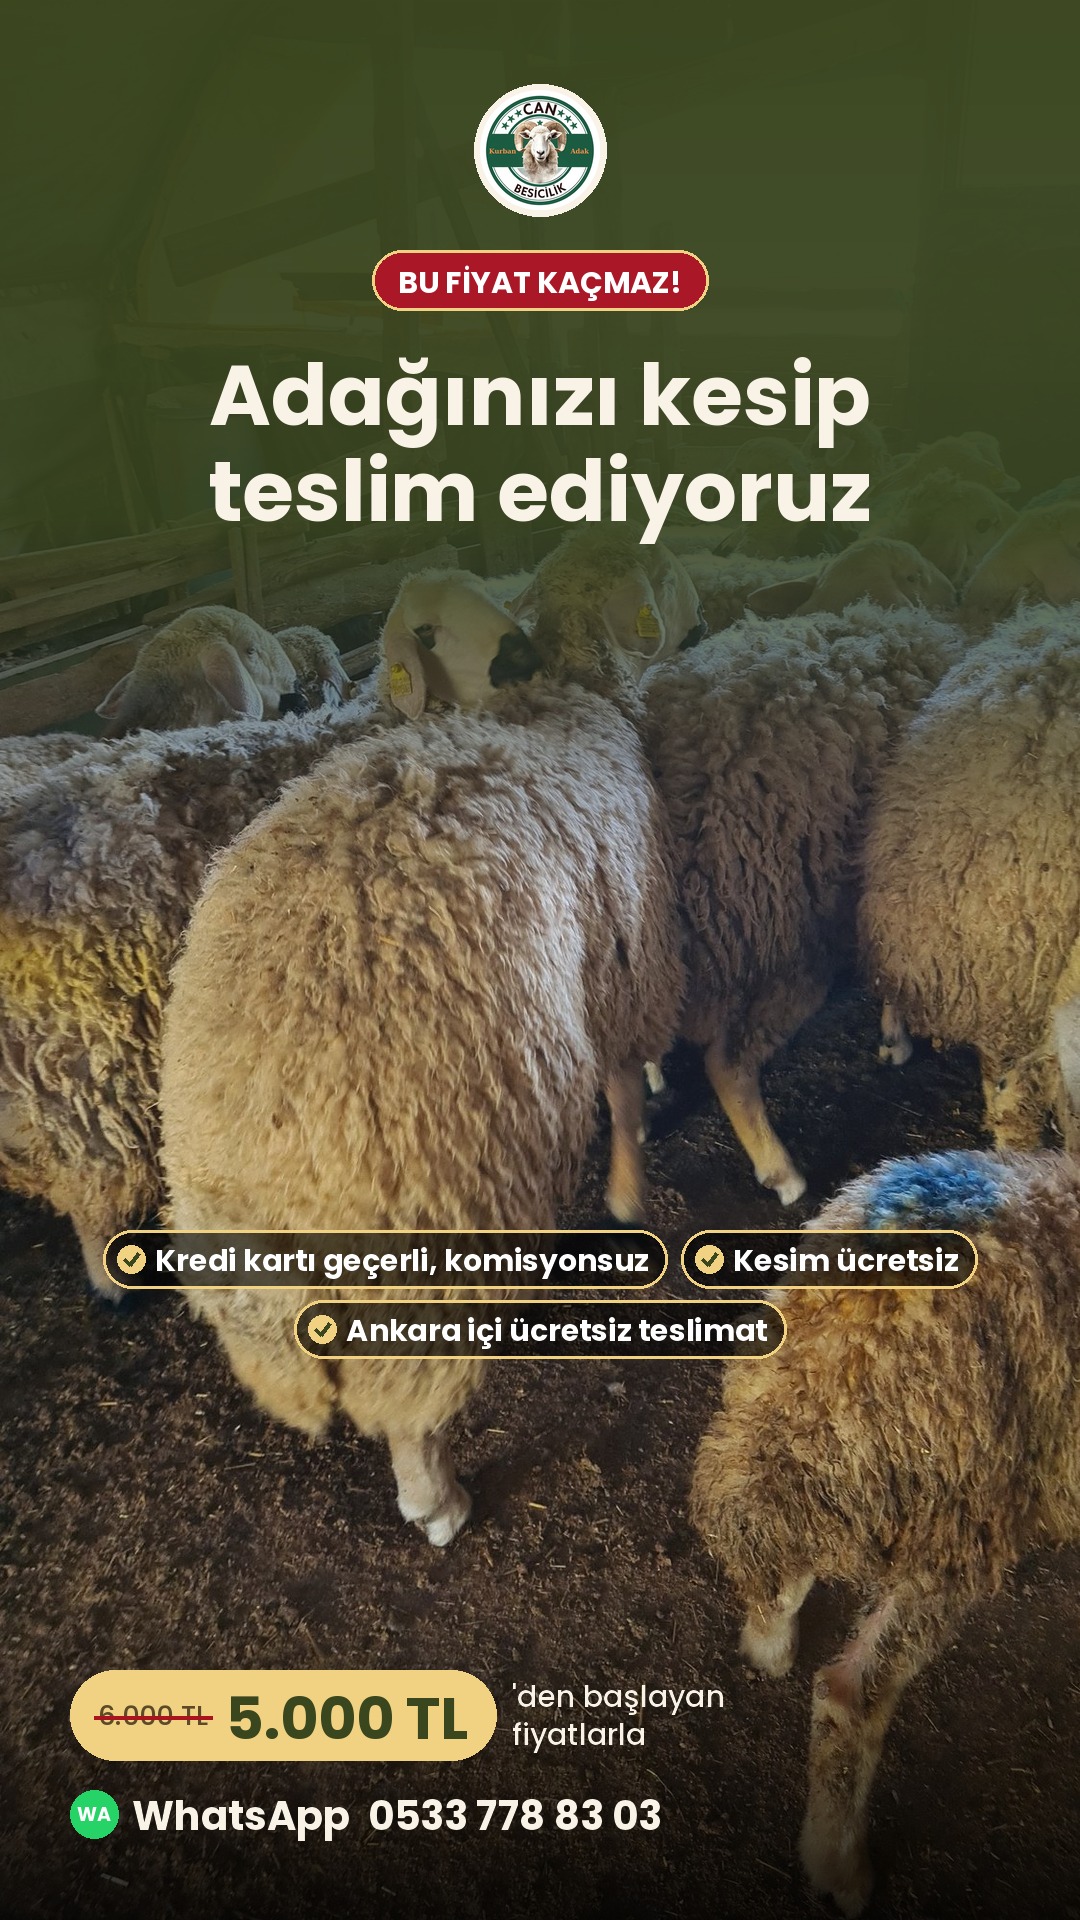 CAN
Kurban Adak
BESİCİLİK
BU FİYAT KAÇMAZ!
Adağınızı kesip
teslim ediyoruz
Kredi kartı geçerli, komisyonsuz
Kesim ücretsiz
Ankara içi ücretsiz teslimat
6.000 TL 5.000 TL 'den başlayan
fiyatlarla
WA WhatsApp 0533 778 83 03